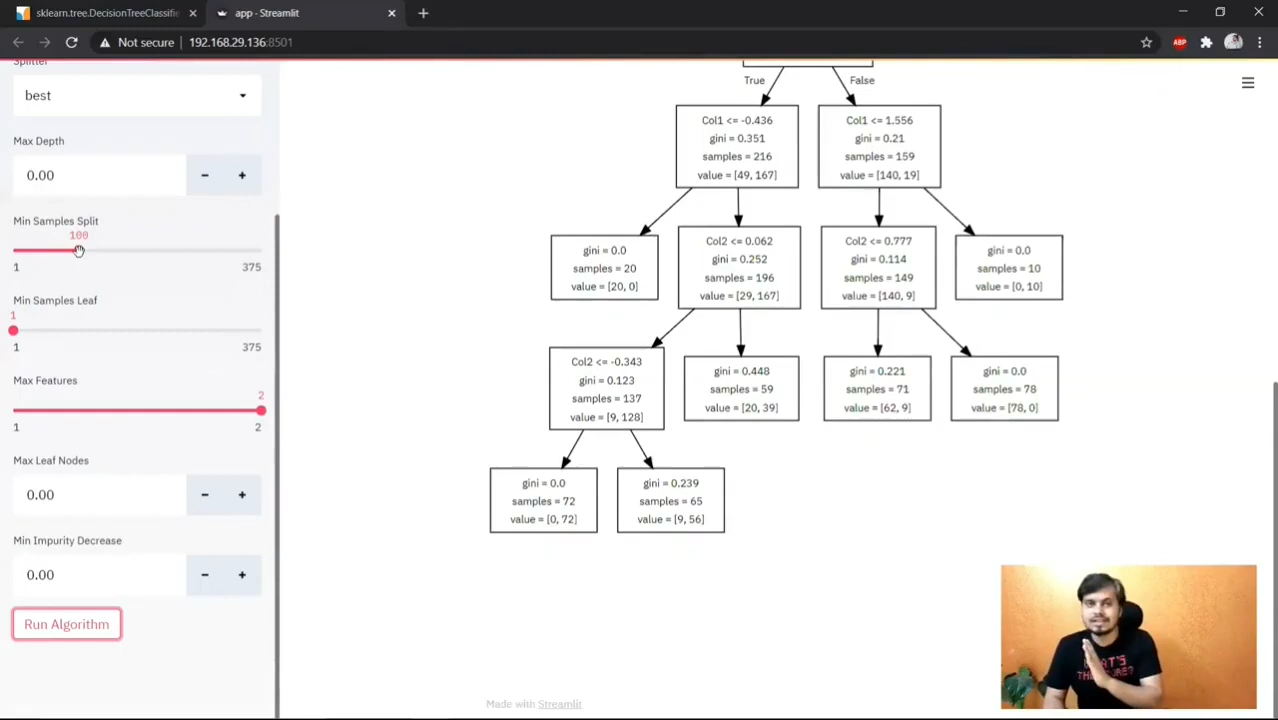 sklearn.tree.DecisionTreeClassifi
app · Streamlit
Not secure
192.168.29.136:8501
ABP
Splitter
best
Max Depth
0.00
Min Samples Split
100
1
375
Min Samples Leaf
1
1
375
Max Features
2
1
2
Max Leaf Nodes
0.00
Min Impurity Decrease
0.00
Run Algorithm
True
False
Col1 <= -0.436
gini = 0.351
samples = 216
value = [49, 167]
Col1 <= 1.556
gini = 0.21
samples = 159
value = [140, 19]
gini = 0.0
samples = 20
value = [20, 0]
Col2 <= 0.062
gini = 0.252
samples = 196
value = [29, 167]
Col2 <= 0.777
gini = 0.114
samples = 149
value = [140, 9]
gini = 0.0
samples = 10
value = [0, 10]
Col2 <= -0.343
gini = 0.123
samples = 137
value = [9, 128]
gini = 0.448
samples = 59
value = [20, 39]
gini = 0.221
samples = 71
value = [62, 9]
gini = 0.0
samples = 78
value = [78, 0]
gini = 0.0
samples = 72
value = [0, 72]
gini = 0.239
samples = 65
value = [9, 56]
Made with Streamlit